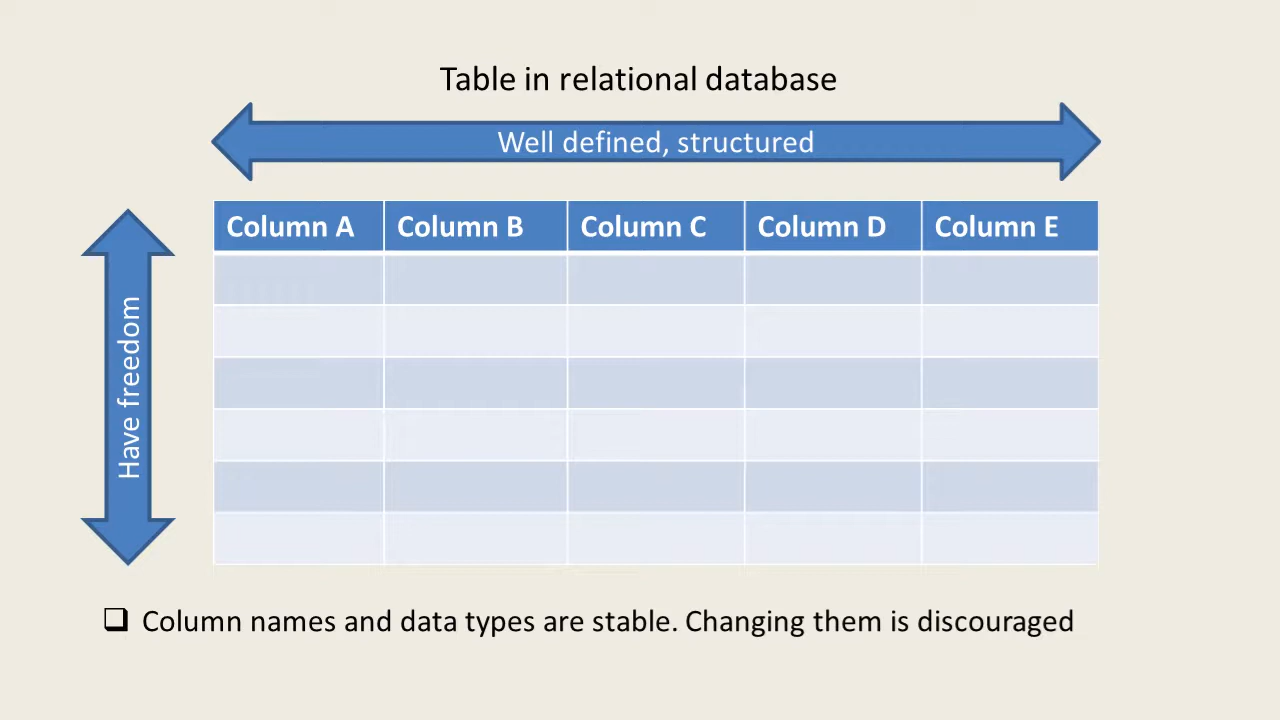 Table in relational database
Well defined, structured
Column A Column B Column C Column D Column E
Have freedom
Column names and data types are stable. Changing them is discouraged